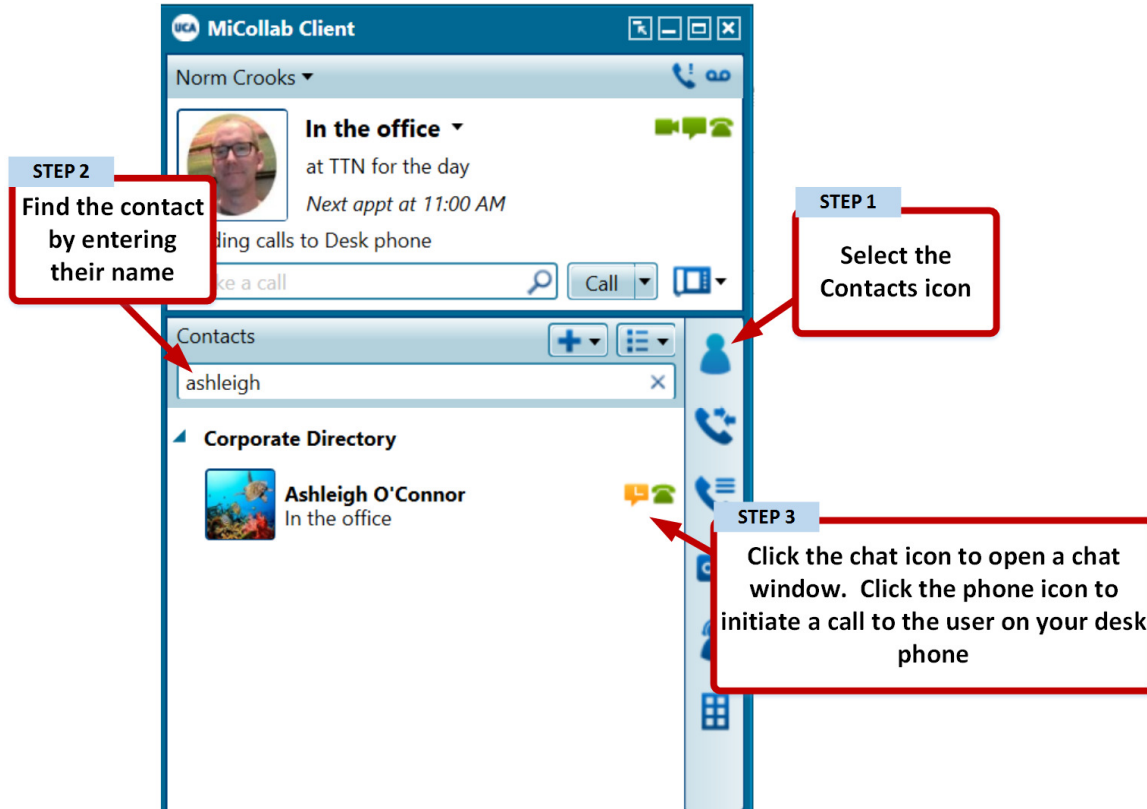 UCA MiCollab Client
Norm Crooks
In the office
at TTN for the day
Next appt at 11:00 AM
calls to Desk phone
a call
Call
Contacts
ashleigh
Corporate Directory
Ashleigh O'Connor
In the office
STEP 1
Select the
Contacts icon
STEP 2
Find the contact
by entering
their name
STEP 3
Click the chat icon to open a chat
window. Click the phone icon to
initiate a call to the user on your desk
phone